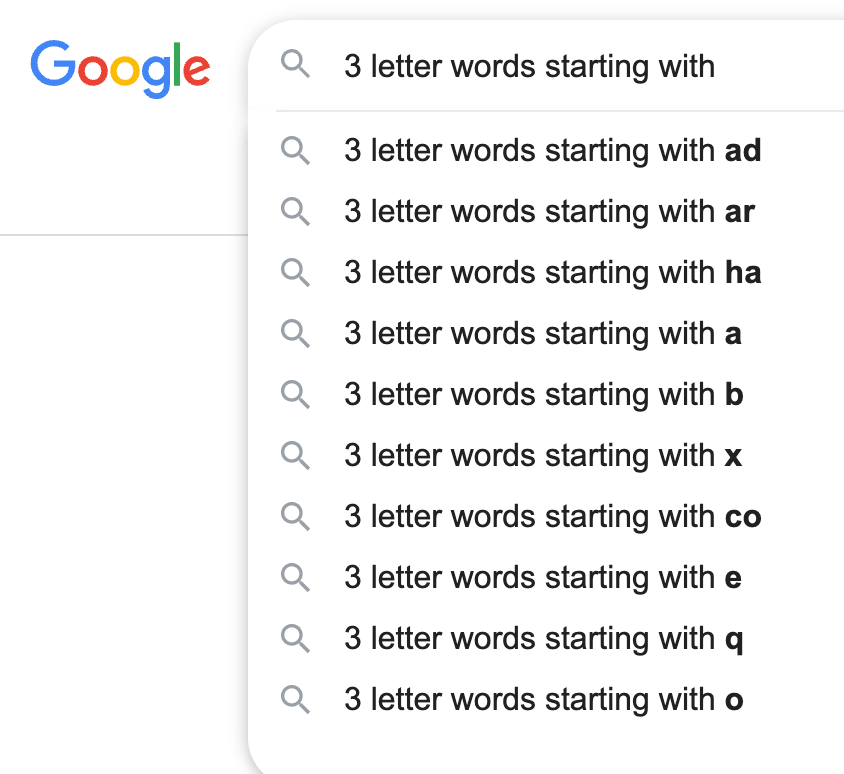 Google
3 letter words starting with
3 letter words starting with ad
3 letter words starting with ar
3 letter words starting with ha
3 letter words starting with a
3 letter words starting with b
3 letter words starting with x
3 letter words starting with co
3 letter words starting with e
3 letter words starting with q
3 letter words starting with o